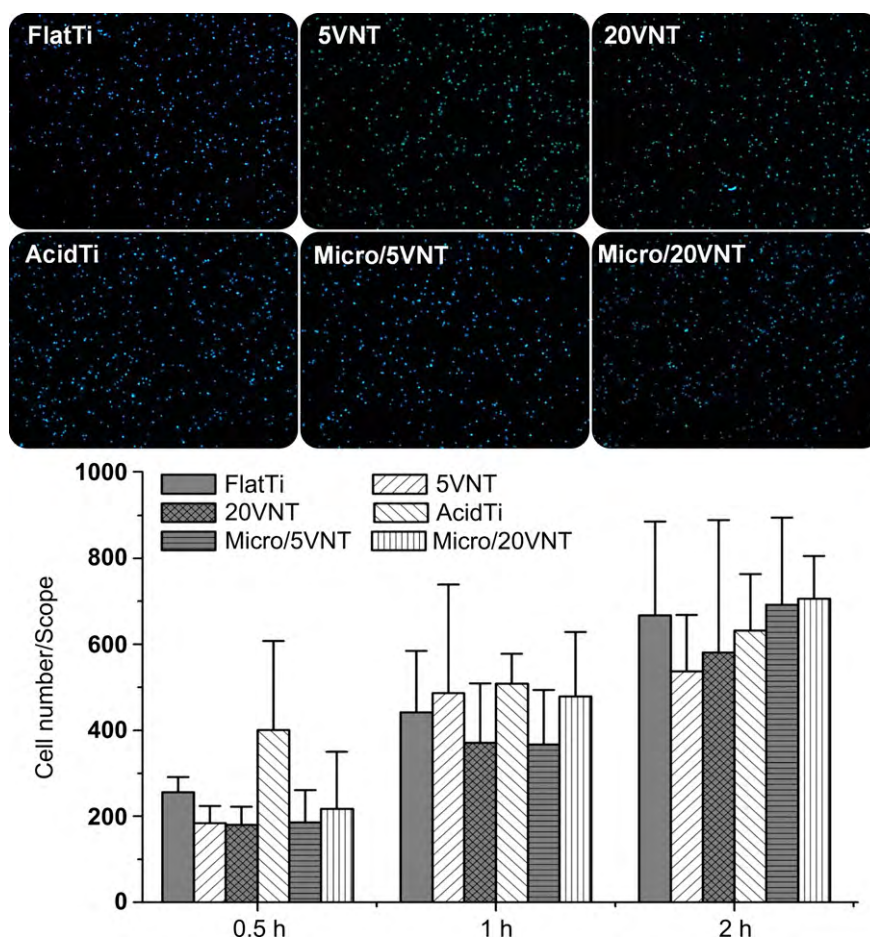 FlatTi 5VNT 20VNT
AcidTi Micro/5VNT Micro/20VNT
1000
800
600
400
200
0
Cell number/Scope
FlatTi 5VNT
20VNT AcidTi
Micro/5VNT Micro/20VNT
0.5 h 1 h 2 h